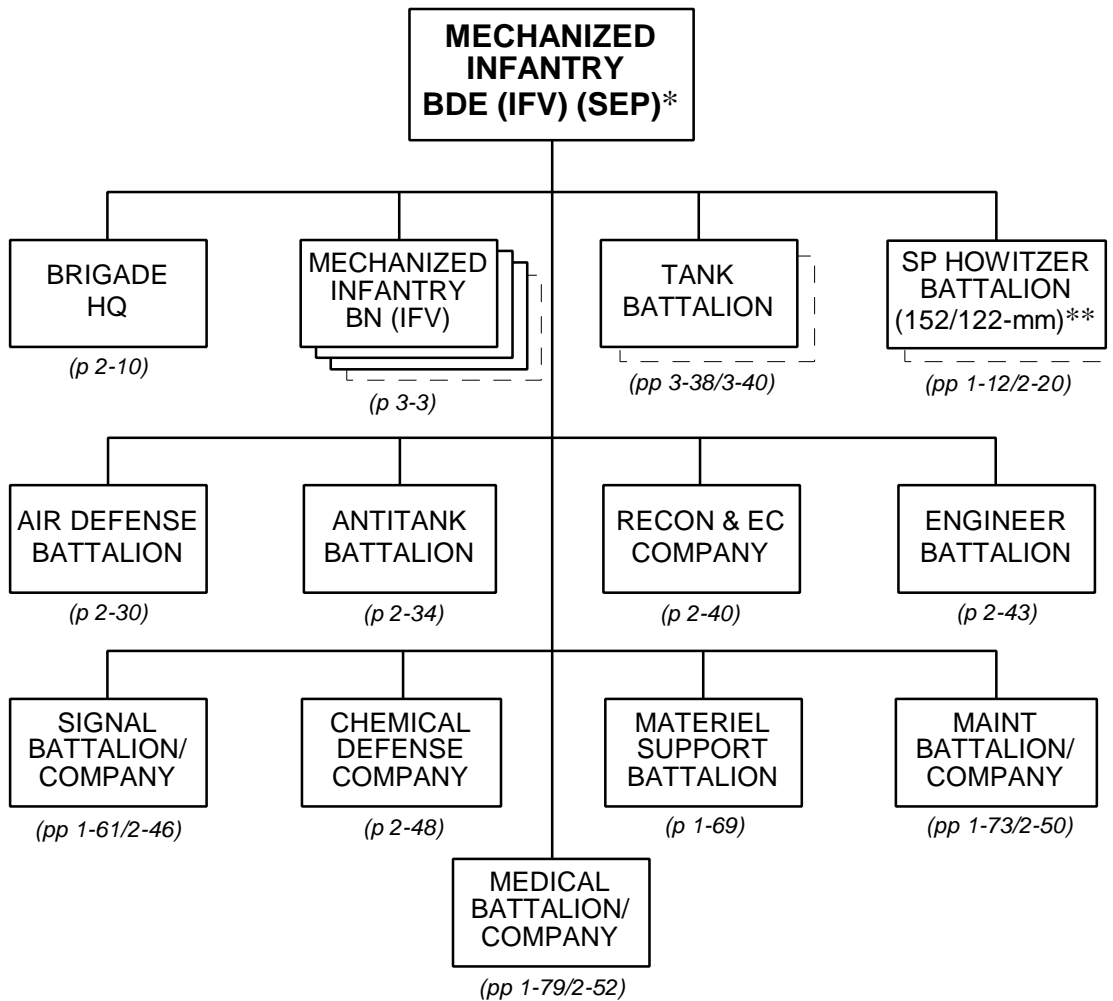 MECHANIZED
INFANTRY
BDE (IFV) (SEP)*
BRIGADE
HQ
(p 2-10)
MECHANIZED
INFANTRY
BN (IFV)
(p 3-3)
TANK
BATTALION
(pp 3-38/3-40)
SP HOWITZER
BATTALION
(152/122-mm)**
(pp 1-12/2-20)
AIR DEFENSE
BATTALION
(p 2-30)
ANTITANK
BATTALION
(p 2-34)
RECON & EC
COMPANY
(p 2-40)
ENGINEER
BATTALION
(p 2-43)
SIGNAL
BATTALION/
COMPANY
(pp 1-61/2-46)
CHEMICAL
DEFENSE
COMPANY
(p 2-48)
MATERIEL
SUPPORT
BATTALION
(p 1-69)
MAINT
BATTALION/
COMPANY
(pp 1-73/2-50)
MEDICAL
BATTALION/
COMPANY
(pp 1-79/2-52)